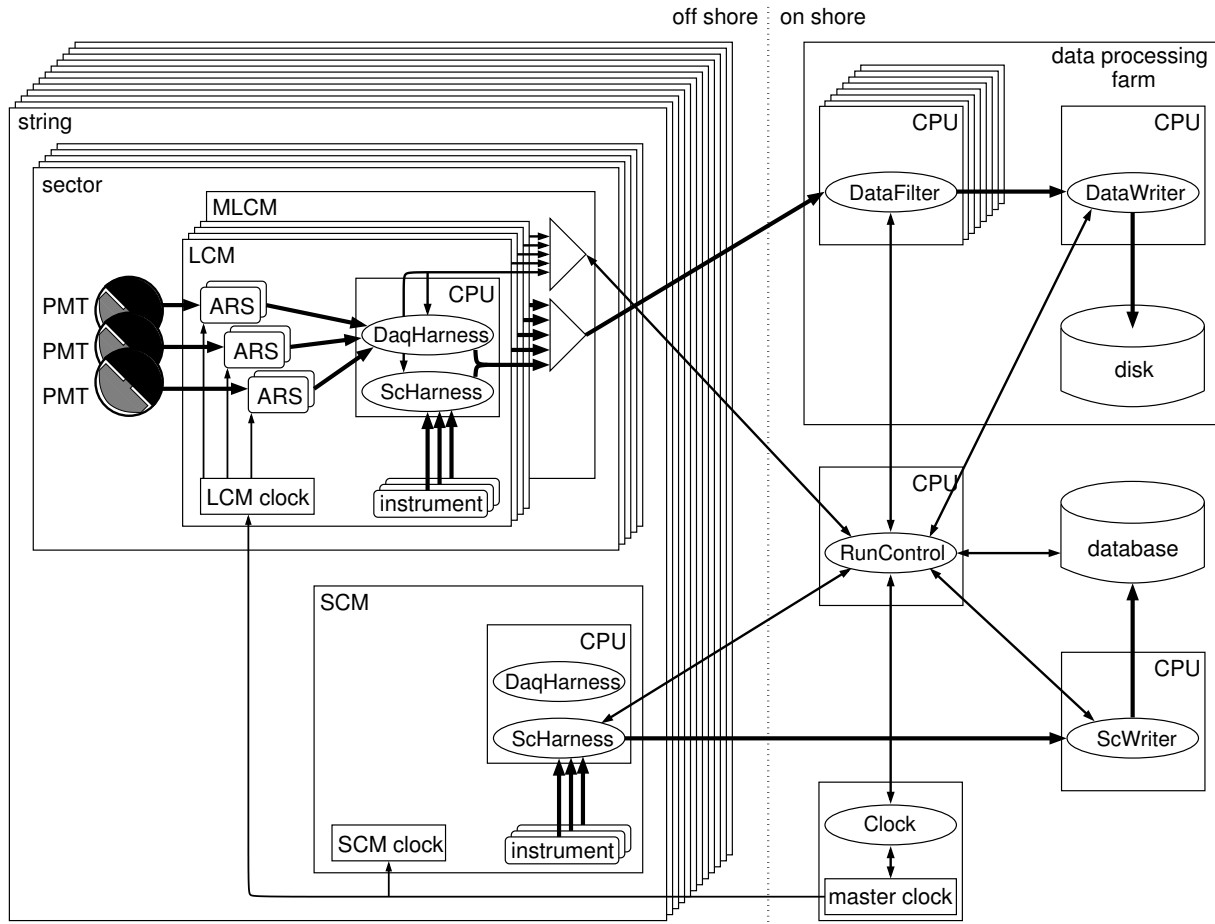 off shore
on shore
string
sector
MLCM
LCM
CPU
PMT
PMT
PMT
ARS
ARS
ARS
DaqHarness
ScHarness
LCM clock
instrument
SCM
CPU
DaqHarness
ScHarness
SCM clock
instrument
data processing
farm
CPU
DataFilter
CPU
DataWriter
disk
CPU
RunControl
database
CPU
ScWriter
Clock
master clock